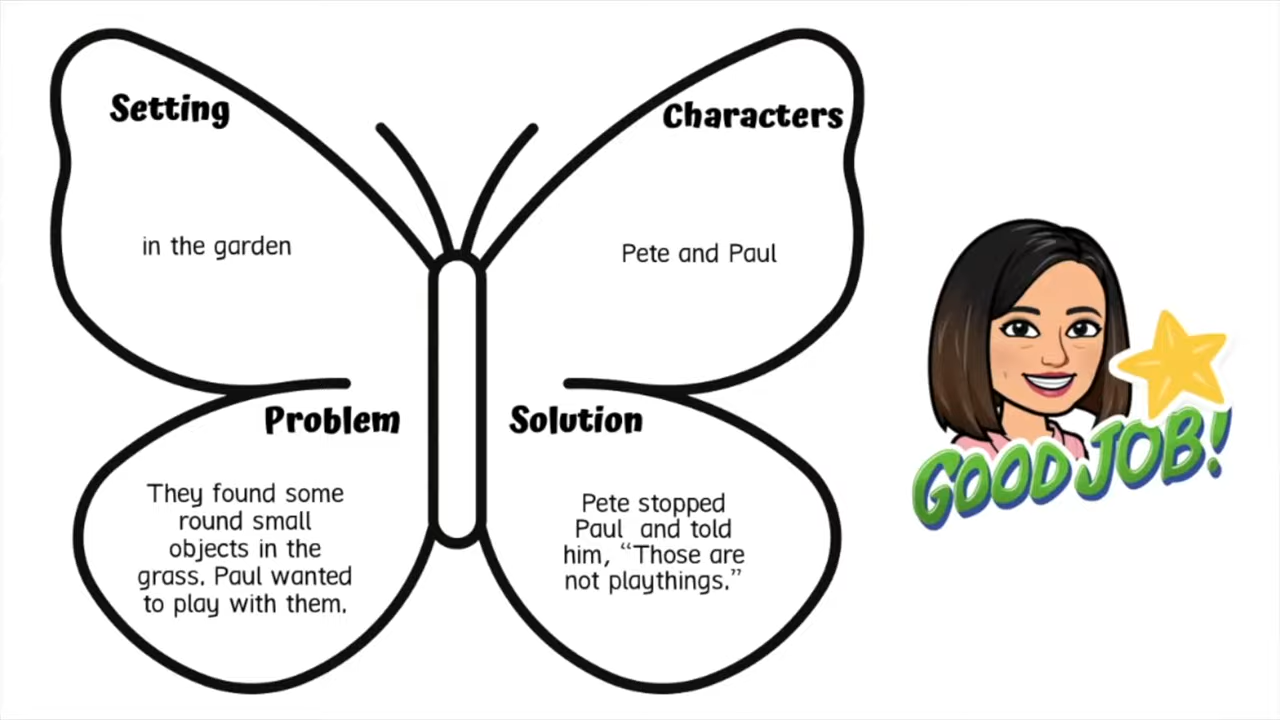 Setting
in the garden
Characters
Pete and Paul
Problem
They found some
round small
objects in the
grass. Paul wanted
to play with them.
Solution
Pete stopped
Paul and told
him, “Those are
not playthings.”
GOOD JOB!